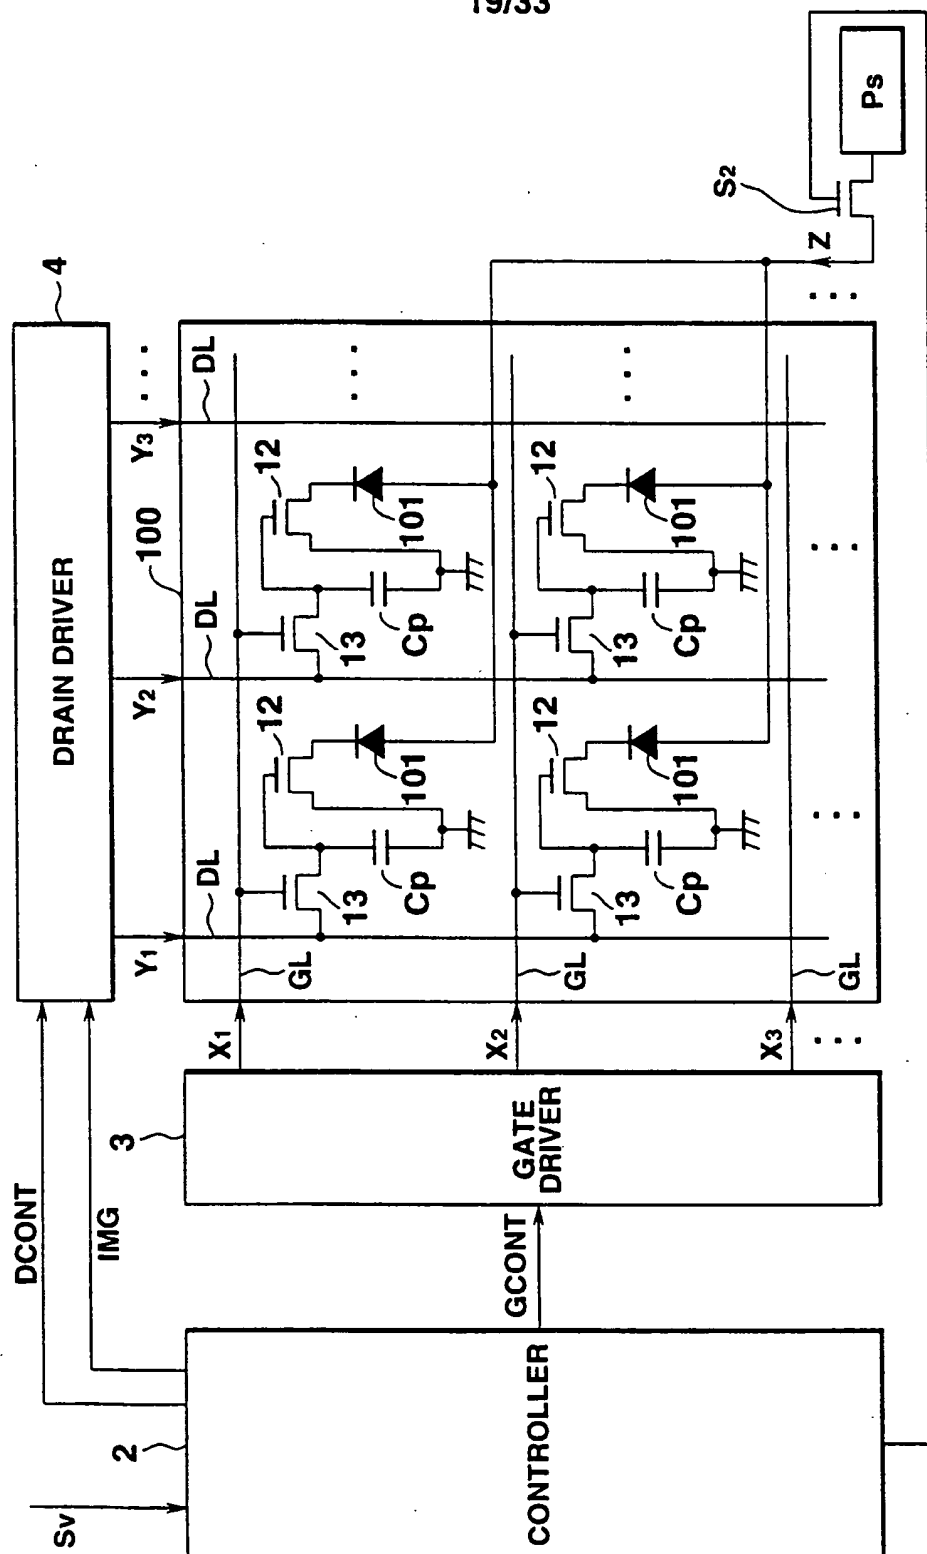 19/33
Ps
S2
Z
4
DRAIN DRIVER
Y1
Y2
Y3
DL
DL
DL
100
12
12
101
101
13
13
Cp
Cp
12
12
101
101
13
13
Cp
Cp
GL
GL
GL
X1
X2
X3
3
GATE
DRIVER
DCONT
IMG
GCONT
2
CONTROLLER
Sv